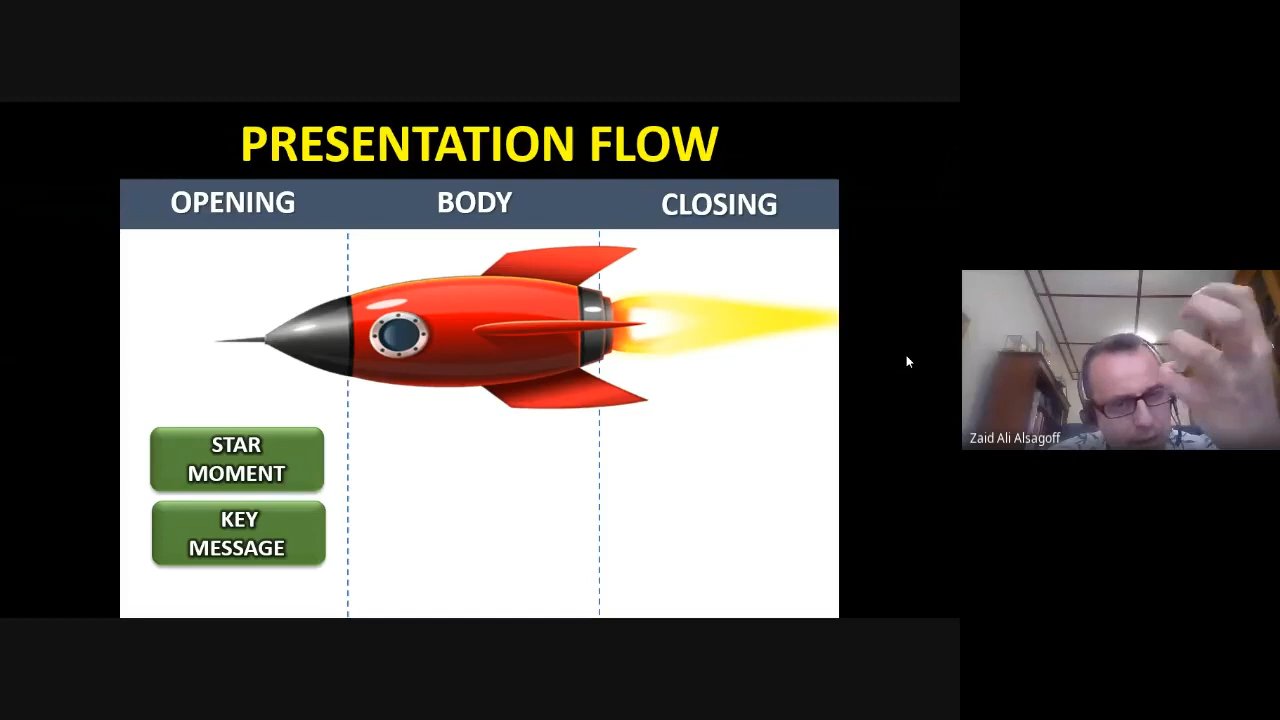 PRESENTATION FLOW
OPENING
BODY
CLOSING
STAR
MOMENT
KEY
MESSAGE
Zaid Ali Alsagoff